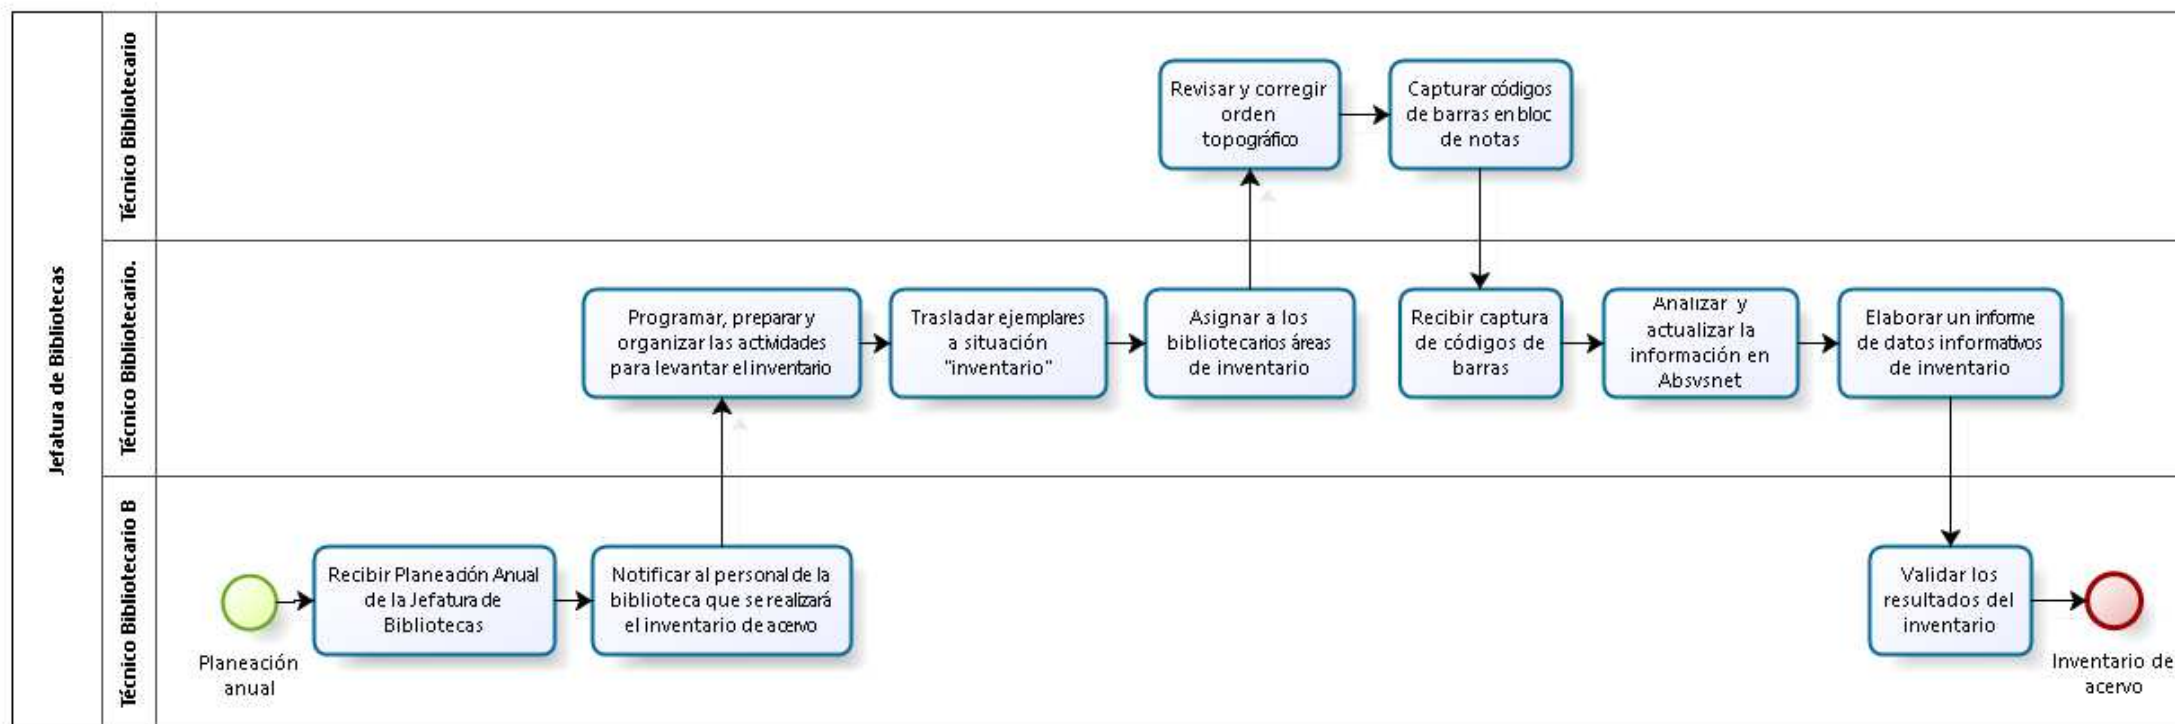 Jefatura de Bibliotecas
Técnico Bibliotecario
Revisar y corregir
orden
topográfico
Capturar códigos
de barras en bloc
de notas
Técnico Bibliotecario.
Programar, preparar y
organizar las actividades
para levantar el inventario
Trasladar ejemplares
a situación
"inventario"
Asignar a los
bibliotecarios áreas
de inventario
Recibir captura
de códigos de
barras
Analizar y
actualizar la
información en
Absysnet
Elaborar un informe
de datos informativos
de inventario
Técnico Bibliotecario B
Planeación
anual
Recibir Planeación Anual
de la Jefatura de
Bibliotecas
Notificar al personal de la
biblioteca que se realizará
el inventario de acervo
Validar los
resultados del
inventario
Inventario de
acervo